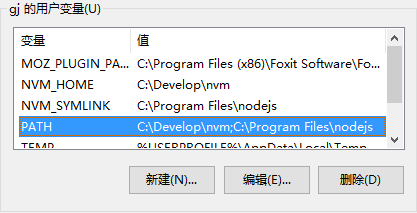 gj 的用户变量(U)
变量 值
MOZ_PLUGIN_PA... C:\Program Files (x86)\Foxit Software\Fo...
NVM_HOME C:\Develop\nvm
NVM_SYMLINK C:\Program Files\nodejs
PATH C:\Develop\nvm;C:\Program Files\nodejs
TEMP %USERPROFILE%\AppData\Local\Temp
新建(N)... 编辑(E)... 删除(D)